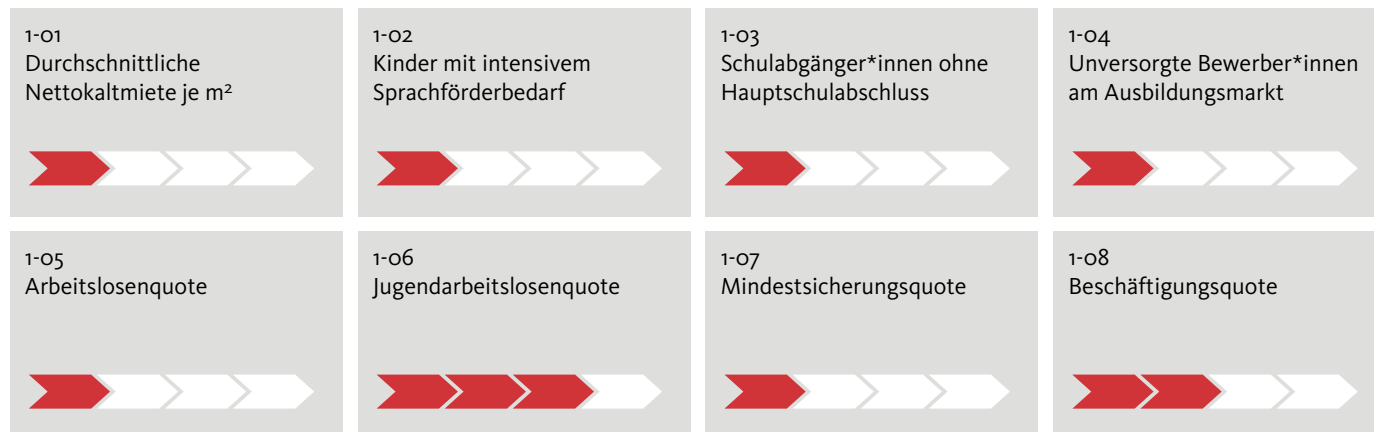 1-01
Durchschnittliche
Nettokaltmiete je m²
1-02
Kinder mit intensivem
Sprachförderbedarf
1-03
Schulabgänger*innen ohne
Hauptschulabschluss
1-04
Unversorgte Bewerber*innen
am Ausbildungsmarkt
1-05
Arbeitslosenquote
1-06
Jugendarbeitslosenquote
1-07
Mindestsicherungsquote
1-08
Beschäftigungsquote